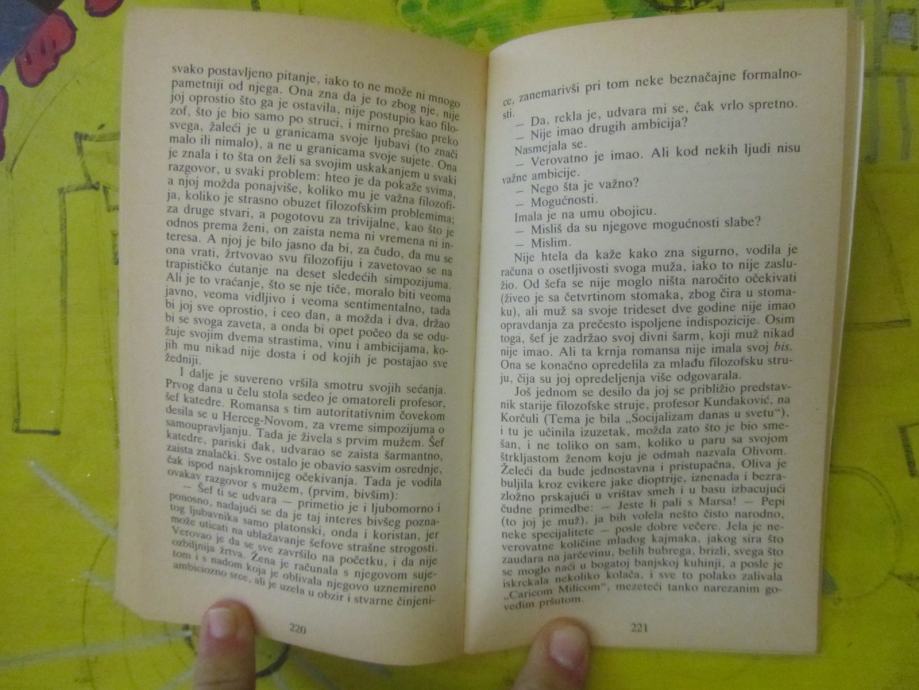 svako postavljeno pitanje, iako to ne može ni mnogo
pametniji od njega. Ona zna da je to zbog nje, nije
joj oprostio što ga je ostavila, nije postupio kao filo-
zof, što je bio samo po struci, i mirno prešao preko
svega, žaleći je u granicama svoje ljubavi (to znači
malo ili nimalo), a ne u granicama svoje sujete. Ona
je znala i to šta on želi sa svojim uskakanjem u svaki
razgovor, u svaki problem: hteo je da pokaže svima,
a njoj možda ponajviše, koliko mu je važna filozofi-
ja, koliko je strasno obuzet filozofskim problemima;
za druge stvari, a pogotovu za trivijalne, kao što je
odnos prema ženi, on zaista nema ni vremena ni in-
teresa. A njoj je bilo jasno da bi, za čudo, da mu se
ona vrati, žrtvovao svu filozofiju i zavetovao se na
trapističko ćutanje na deset sledećih simpozijuma.
Ali je to vraćanje, što se nje tiče, moralo biti veoma
javno, veoma vidljivo i veoma sentimentalno, tada
bi joj sve oprostio, i ceo dan, a možda i dva, držao
bi se svoga zaveta, a onda bi opet počeo da se odu-
žuje svojim dvema strastima, vinu i ambicijama, ko-
jih mu nikad nije dosta i od kojih je postajao sve
žedniji.
I dalje je suvereno vršila smotru svojih sećanja.
Prvog dana u čelu stola sedeo je omatoreli profesor,
šef katedre. Romansa s tim autoritativnim čovekom
desila se u Herceg-Novom, za vreme simpozijuma o
samoupravljanju. Tada je živela s prvim mužem. Šef
katedre, pariski đak, udvarao se zaista šarmantno,
zaista znalački. Sve ostalo je obavio sasvim osrednje,
čak ispod najskromnijeg očekivanja. Tada je vodila
ovakav razgovor s mužem, (prvim, bivšim):
— Šef ti se udvara — primetio je i ljubomorno i
ponosno, nadajući se da je taj interes bivšeg pozna-
tog ljubavnika samo platonski, onda i koristan, jer
može uticati na ublažavanje šefove strašne strogosti.
Verovao je da se sve završilo na početku, i da nije
ozbiljnija žrtva. Žena je računala s njegovom suje-
tom i s nadom koja je oblivala njegovo uznemireno
ambiciozno srce, ali je uzela u obzir i stvarne činjeni-
220
ce, zanemarivši pri tom neke beznačajne formalno-
sti.
— Da, rekla je, udvara mi se, čak vrlo spretno.
— Nije imao drugih ambicija?
Nasmejala se.
— Verovatno je imao. Ali kod nekih ljudi nisu
važne ambicije.
— Nego šta je važno?
— Mogućnosti.
Imala je na umu obojicu.
— Misliš da su njegove mogućnosti slabe?
— Mislim.
Nije htela da kaže kako zna sigurno, vodila je
računa o osetljivosti svoga muža, iako to nije zaslu-
žio. Od šefa se nije moglo ništa naročito očekivati
(živeo je sa četvrtinom stomaka, zbog čira u stoma-
ku), ali muž sa svoje trideset dve godine nije imao
opravdanja za prečesto ispoljene indispozicije. Osim
toga, šef je zadržao svoj divni šarm, koji muž nikad
nije imao. Ali ta krnja romansa nije imala svoj bis.
Ona se konačno opredelila za mlađu filozofsku stru-
ju, čija su joj opredeljenja više odgovarala.
Još jednom se desilo da joj se približio predstav-
nik starije filozofske struje, profesor Kundaković, na
Korčuli (Tema je bila „Socijalizam danas u svetu“),
i tu je učinila izuzetak, možda zato što je bio sme-
šan, i ne toliko on sam, koliko u paru sa svojom
štrkljastom ženom koju je odmah nazvala Olivom.
Želeći da bude jednostavna i pristupačna, Oliva je
buljila kroz cvikere jake dioptrije, iznenada i bezra-
zložno prskajući u vrištav smeh i u basu izbacujući
čudne primedbe: — Jeste li pali s Marsa! — Pepi
(to joj je muž), ja bih volela nešto čisto narodno,
neke specijalitete — posle dobre večere. Jela je ne-
verovatne količine mladog kajmaka, jakog sira što
zaudara na jarčevinu, belih bubrega, brizli, svega što
se moglo naći u bogatoj banjskoj kuhinji, a posle je
iskrckala nekoliko kolača, i sve to polako zalivala
„Caricom Milicom“, mezeteći tanko narezanim go-
veđim pršutom.
221